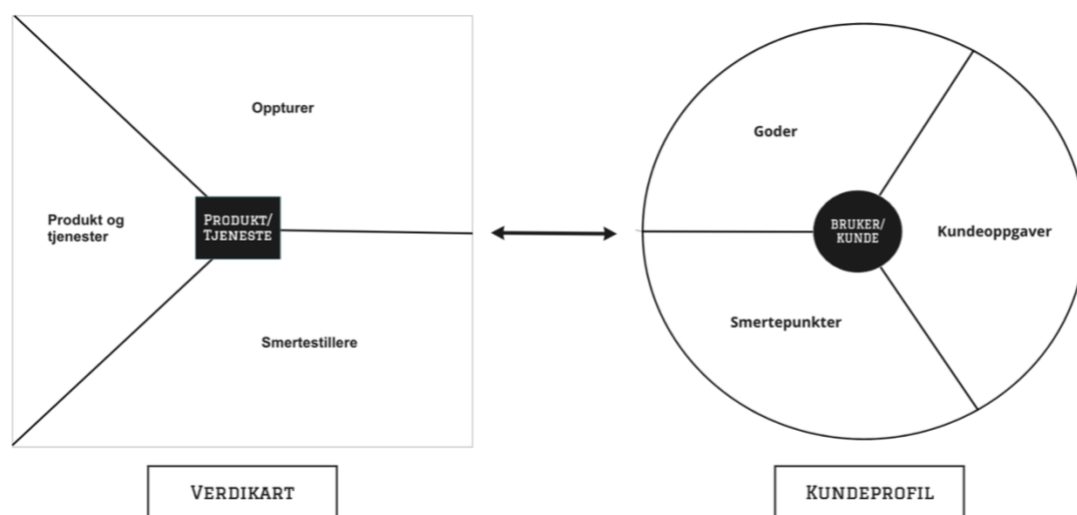 Oppturer
Produkt og
tjenester
PRODUKT/
TJENESTE
Smertestillere
VERDIKART
Goder
BRUKER/
KUNDE
Kundeoppgaver
Smertepunkter
KUNDEPROFIL